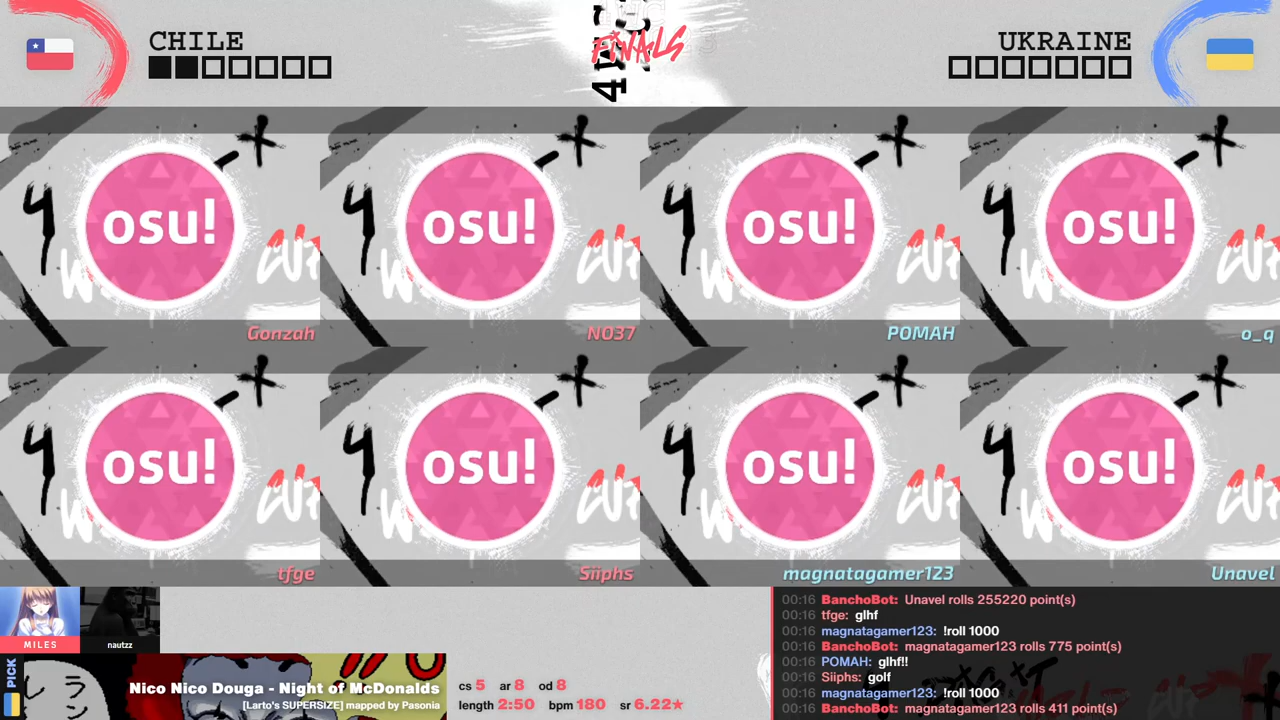 CHILE
FINALS
UKRAINE
osu!
osu!
osu!
osu!
Gonzah
NO37
POMAH
o_q
osu!
osu!
osu!
osu!
tfge
Siiphs
magnatagamer123
Unavel
MILES
nautzz
PICK
Nico Nico Douga - Night of McDonalds
[Larto's SUPERSIZE] mapped by Pasonia
cs 5 ar 8 od 8
length 2:50 bpm 180 sr 6.22★
00:16 BanchoBot: Unavel rolls 255220 point(s)
00:16 tfge: glhf
00:16 magnatagamer123: !roll 1000
00:16 BanchoBot: magnatagamer123 rolls 775 point(s)
00:16 POMAH: glhf!!
00:16 Siiphs: golf
00:16 magnatagamer123: !roll 1000
00:16 BanchoBot: magnatagamer123 rolls 411 point(s)